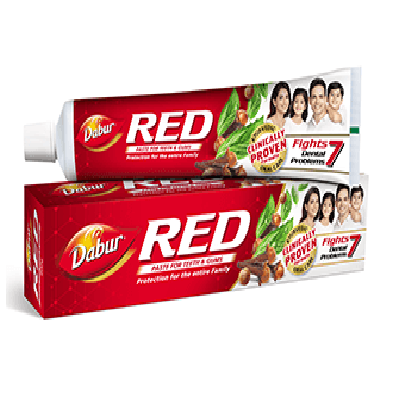 Dabur
RED
PASTE FOR TEETH & GUMS
Protection for the entire Family
CLINICALLY
PROVEN
Fights
Dental
Problems
7
Dabur
RED
PASTE FOR TEETH & GUMS
Protection for the entire Family
CLINICALLY
PROVEN
Fights
Dental
Problems
7